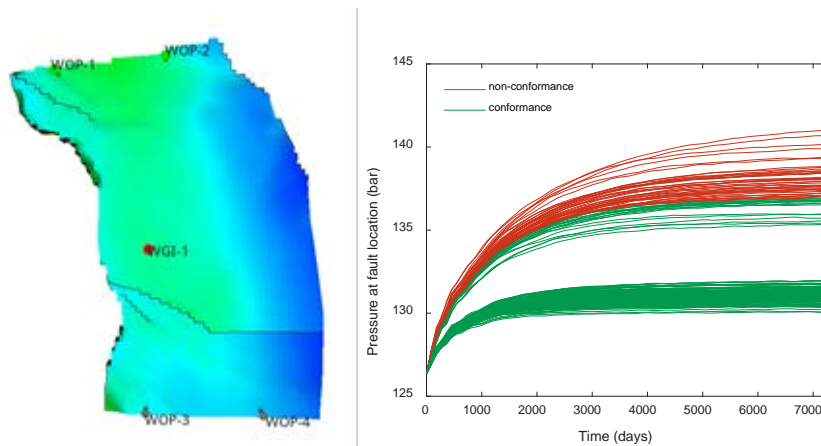 WOP-1
WOP-2
WGI-1
WOP-3
WOP-4
145
140
135
130
125
Pressure at fault location (bar)
non-conformance
conformance
0 1000 2000 3000 4000 5000 6000 7000
Time (days)